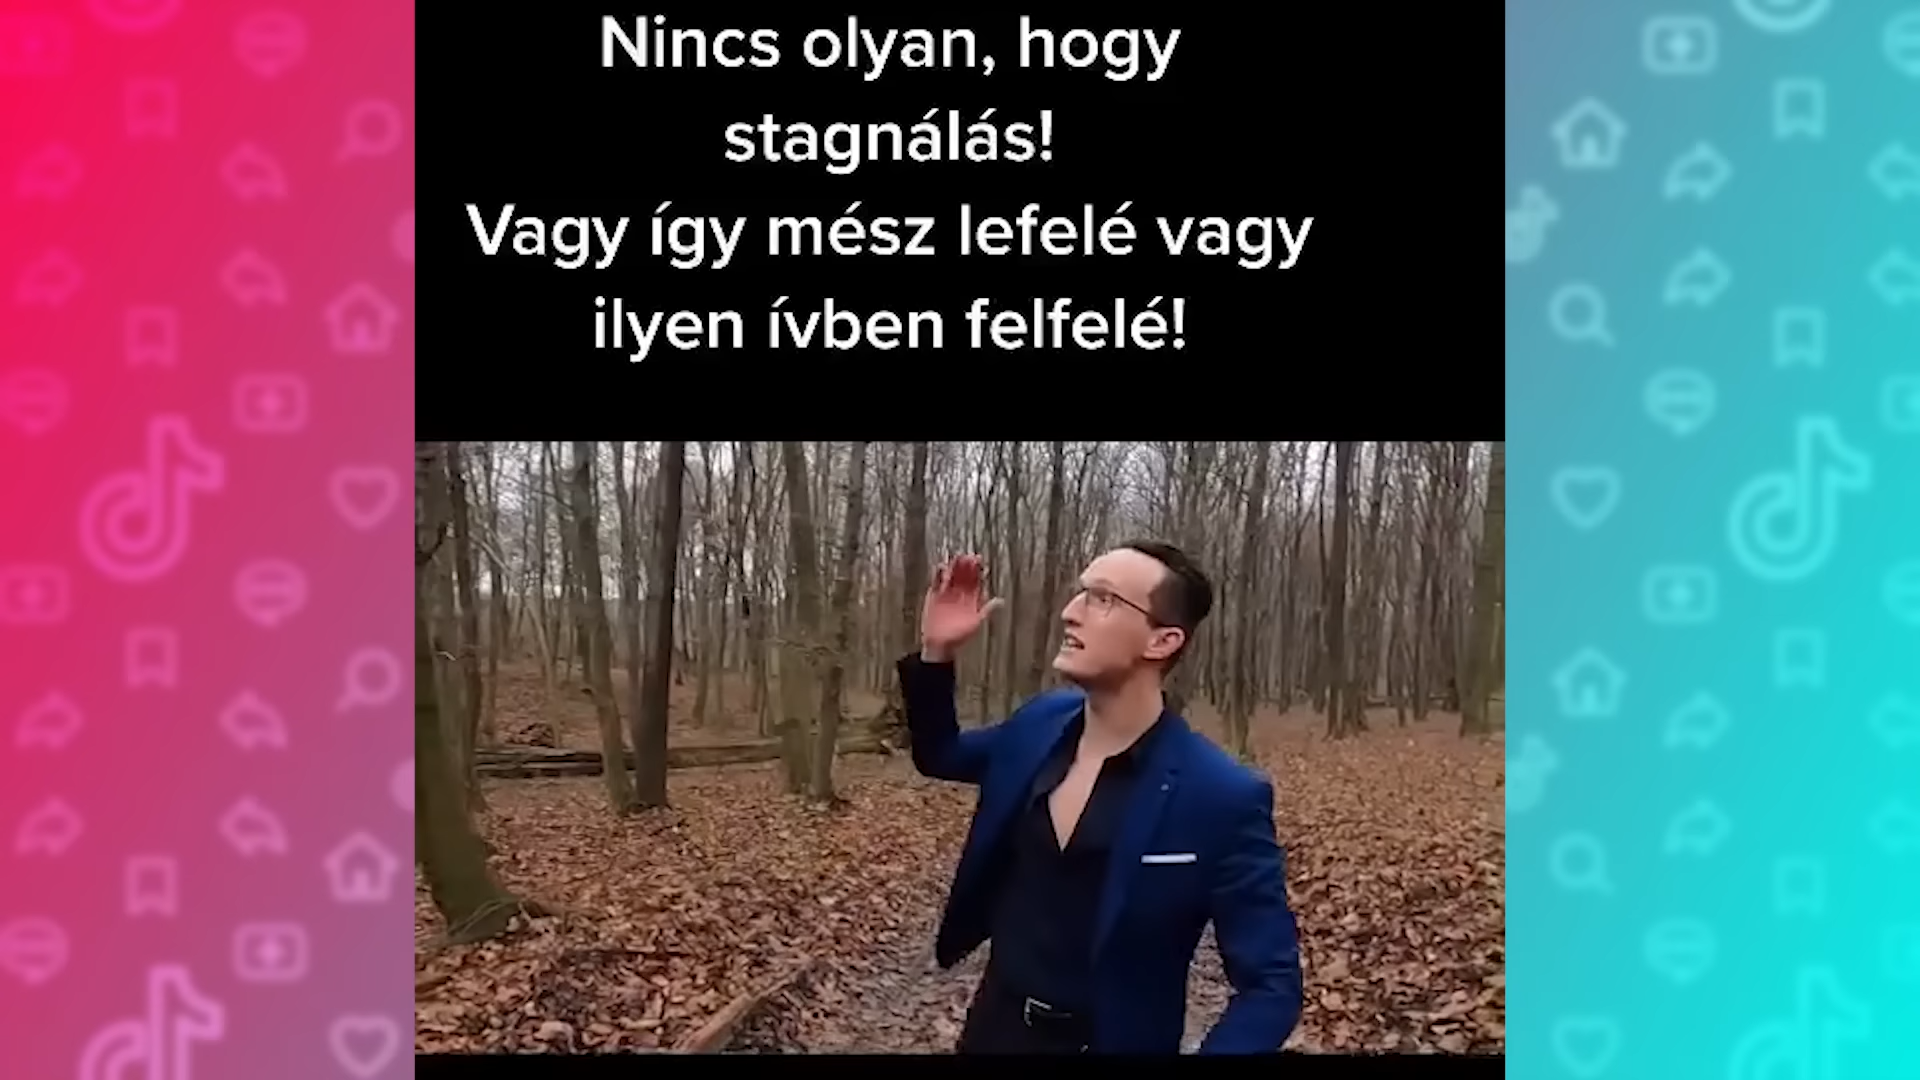 Nincs olyan, hogy
stagnálás!
Vagy így mész lefelé vagy
ilyen ívben felfelé!